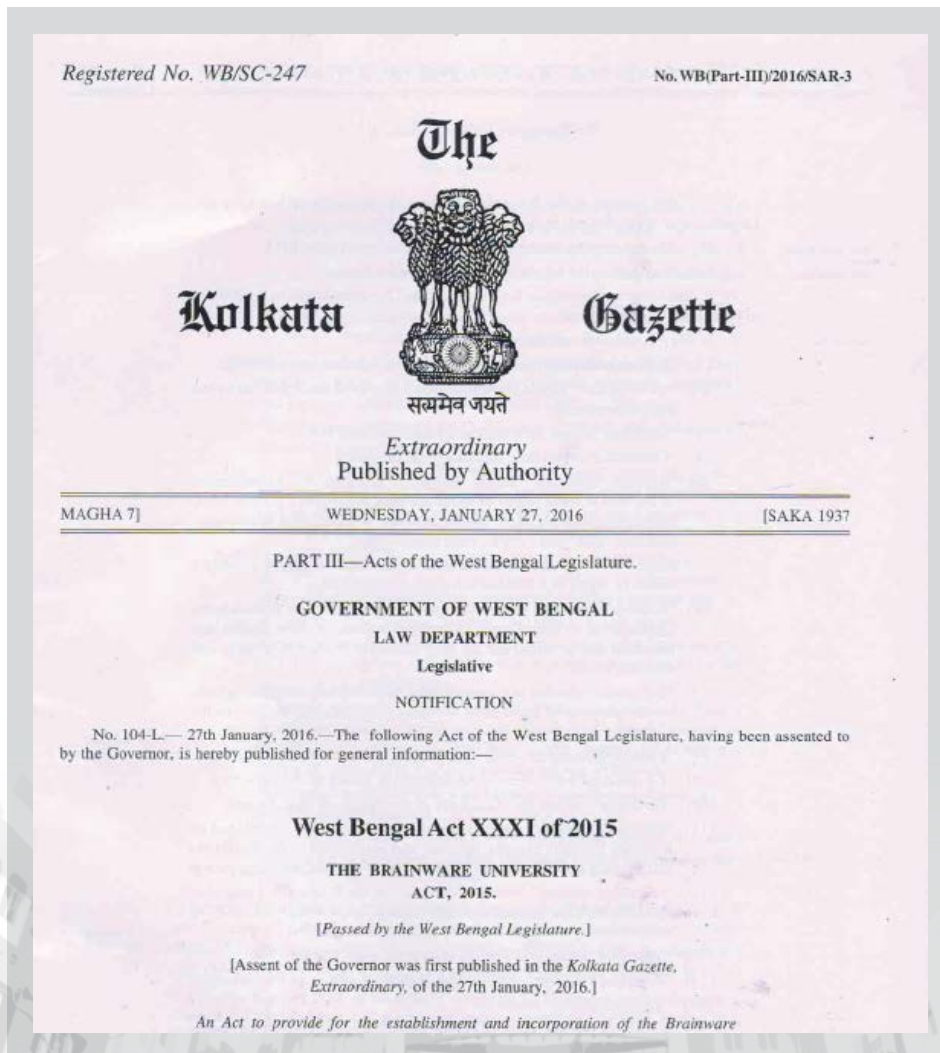 Registered No. WB/SC-247 No. WB(Part-III)/2016/SAR-3
The
Kolkata Gazette
सत्यमेव जयते
Extraordinary
Published by Authority
MAGHA 7] WEDNESDAY, JANUARY 27, 2016 [SAKA 1937
PART III—Acts of the West Bengal Legislature.
GOVERNMENT OF WEST BENGAL
LAW DEPARTMENT
Legislative
NOTIFICATION
No. 104-L.— 27th January, 2016.—The following Act of the West Bengal Legislature, having been assented to
by the Governor, is hereby published for general information:—
West Bengal Act XXXI of 2015
THE BRAINWARE UNIVERSITY
ACT, 2015.
[Passed by the West Bengal Legislature.]
[Assent of the Governor was first published in the Kolkata Gazette,
Extraordinary, of the 27th January, 2016.]
An Act to provide for the establishment and incorporation of the Brainware